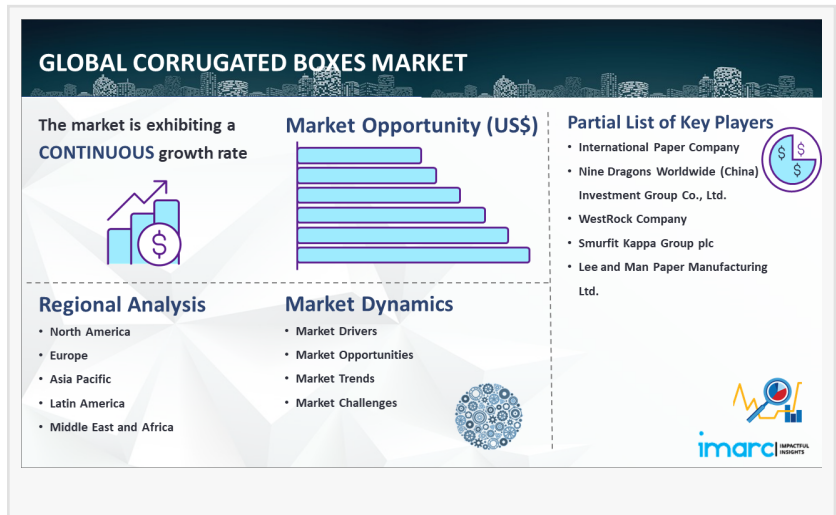 GLOBAL CORRUGATED BOXES MARKET
The market is exhibiting a
CONTINUOUS growth rate
$
Market Opportunity (US$)
Partial List of Key Players
• International Paper Company
• Nine Dragons Worldwide (China)
Investment Group Co., Ltd.
• WestRock Company
• Smurfit Kappa Group plc
• Lee and Man Paper Manufacturing
Ltd.
$ $
$
Regional Analysis
• North America
• Europe
• Asia Pacific
• Latin America
• Middle East and Africa
Market Dynamics
• Market Drivers
• Market Opportunities
• Market Trends
• Market Challenges
imarc
IMPACTFUL
INSIGHTS